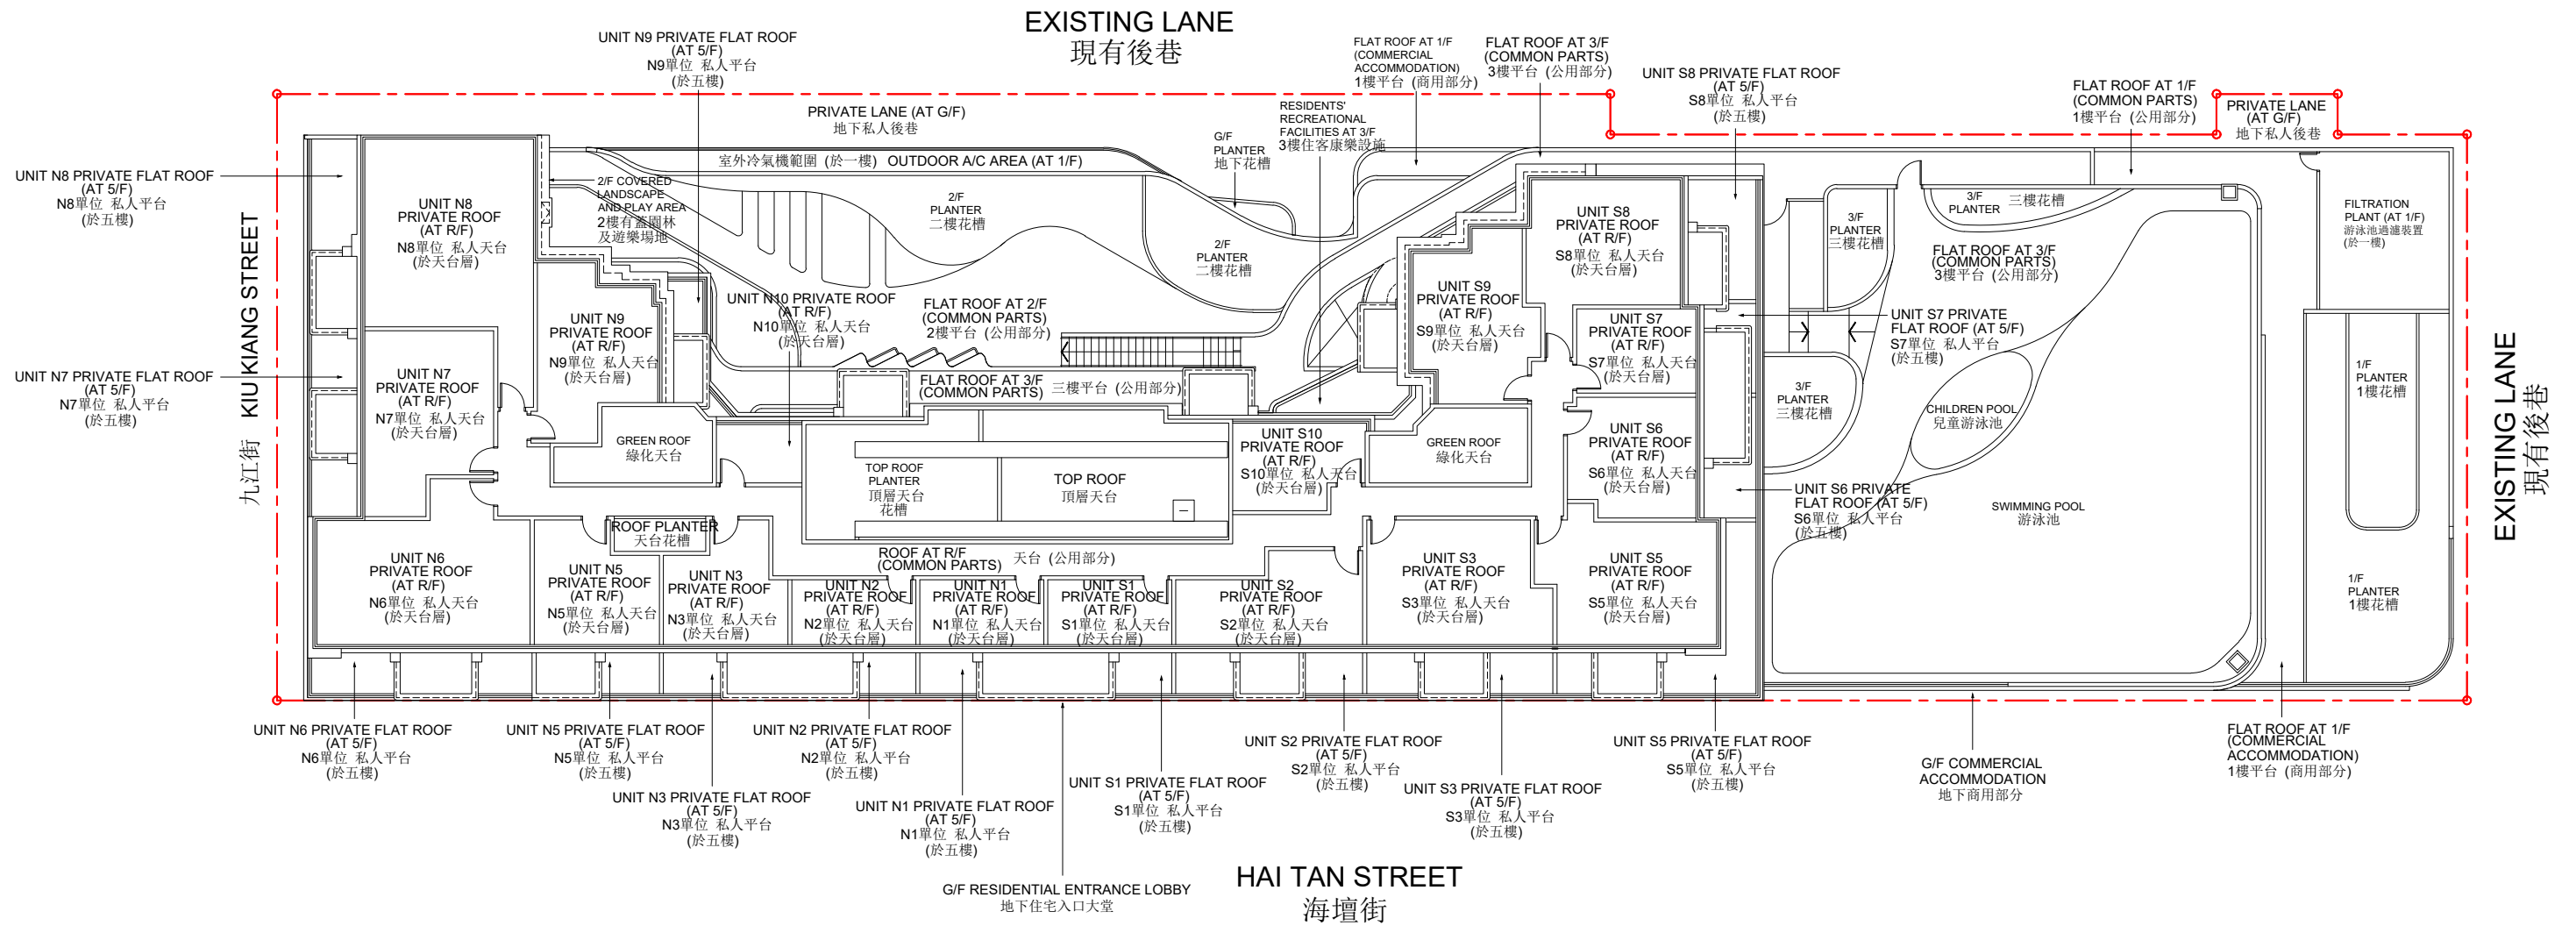 EXISTING LANE
現有後巷
UNIT N9 PRIVATE FLAT ROOF
(AT 5/F)
N9單位 私人平台
(於五樓)
FLAT ROOF AT 1/F
(COMMERCIAL
ACCOMMODATION)
1樓平台 (商用部分)
FLAT ROOF AT 3/F
(COMMON PARTS)
3樓平台 (公用部分)
UNIT S8 PRIVATE FLAT ROOF
(AT 5/F)
S8單位 私人平台
(於五樓)
FLAT ROOF AT 1/F
(COMMON PARTS)
1樓平台 (公用部分)
PRIVATE LANE
(AT G/F)
地下私人後巷
PRIVATE LANE (AT G/F)
地下私人後巷
RESIDENTS'
RECREATIONAL
FACILITIES AT 3/F
3樓住客康樂設施
G/F
PLANTER
地下花槽
室外冷氣機範圍 (於一樓) OUTDOOR A/C AREA (AT 1/F)
UNIT N8 PRIVATE FLAT ROOF
(AT 5/F)
N8單位 私人平台
(於五樓)
UNIT N8
PRIVATE ROOF
(AT R/F)
N8單位 私人天台
(於天台層)
2/F COVERED
LANDSCAPE
AND PLAY AREA
2樓有蓋園林
及遊樂場地
2/F
PLANTER
二樓花槽
2/F
PLANTER
二樓花槽
UNIT S8
PRIVATE ROOF
(AT R/F)
S8單位 私人天台
(於天台層)
3/F
PLANTER
三樓花槽
3/F
PLANTER
三樓花槽
FLAT ROOF AT 3/F
(COMMON PARTS)
3樓平台 (公用部分)
FILTRATION
PLANT (AT 1/F)
游泳池過濾裝置
(於一樓)
KIU KIANG STREET
九江街
UNIT N9
PRIVATE ROOF
(AT R/F)
N9單位 私人天台
(於天台層)
UNIT N10 PRIVATE ROOF
(AT R/F)
N10單位 私人天台
(於天台層)
FLAT ROOF AT 2/F
(COMMON PARTS)
2樓平台 (公用部分)
UNIT S9
PRIVATE ROOF
(AT R/F)
S9單位 私人天台
(於天台層)
UNIT S7
PRIVATE ROOF
(AT R/F)
S7單位 私人天台
(於天台層)
UNIT S7 PRIVATE
FLAT ROOF (AT 5/F)
S7單位 私人平台
(於五樓)
EXISTING LANE
現有後巷
UNIT N7 PRIVATE FLAT ROOF
(AT 5/F)
N7單位 私人平台
(於五樓)
UNIT N7
PRIVATE ROOF
(AT R/F)
N7單位 私人天台
(於天台層)
FLAT ROOF AT 3/F
(COMMON PARTS)
三樓平台 (公用部分)
3/F
PLANTER
三樓花槽
CHILDREN POOL
兒童游泳池
1/F
PLANTER
1樓花槽
GREEN ROOF
綠化天台
TOP ROOF
PLANTER
頂層天台
花槽
TOP ROOF
頂層天台
UNIT S10
PRIVATE ROOF
(AT R/F)
S10單位 私人天台
(於天台層)
GREEN ROOF
綠化天台
UNIT S6
PRIVATE ROOF
(AT R/F)
S6單位 私人天台
(於天台層)
UNIT S6 PRIVATE
FLAT ROOF (AT 5/F)
S6單位 私人平台
(於五樓)
SWIMMING POOL
游泳池
ROOF PLANTER
天台花槽
ROOF AT R/F
(COMMON PARTS)
天台 (公用部分)
UNIT N6
PRIVATE ROOF
(AT R/F)
N6單位 私人天台
(於天台層)
UNIT N5
PRIVATE ROOF
(AT R/F)
N5單位 私人天台
(於天台層)
UNIT N3
PRIVATE ROOF
(AT R/F)
N3單位 私人天台
(於天台層)
UNIT N2
PRIVATE ROOF
(AT R/F)
N2單位 私人天台
(於天台層)
UNIT N1
PRIVATE ROOF
(AT R/F)
N1單位 私人天台
(於天台層)
UNIT S1
PRIVATE ROOF
(AT R/F)
S1單位 私人天台
(於天台層)
UNIT S2
PRIVATE ROOF
(AT R/F)
S2單位 私人天台
(於天台層)
UNIT S3
PRIVATE ROOF
(AT R/F)
S3單位 私人天台
(於天台層)
UNIT S5
PRIVATE ROOF
(AT R/F)
S5單位 私人天台
(於天台層)
1/F
PLANTER
1樓花槽
UNIT N6 PRIVATE FLAT ROOF
(AT 5/F)
N6單位 私人平台
(於五樓)
UNIT N5 PRIVATE FLAT ROOF
(AT 5/F)
N5單位 私人平台
(於五樓)
UNIT N3 PRIVATE FLAT ROOF
(AT 5/F)
N3單位 私人平台
(於五樓)
UNIT N2 PRIVATE FLAT ROOF
(AT 5/F)
N2單位 私人平台
(於五樓)
UNIT N1 PRIVATE FLAT ROOF
(AT 5/F)
N1單位 私人平台
(於五樓)
UNIT S1 PRIVATE FLAT ROOF
(AT 5/F)
S1單位 私人平台
(於五樓)
UNIT S2 PRIVATE FLAT ROOF
(AT 5/F)
S2單位 私人平台
(於五樓)
UNIT S3 PRIVATE FLAT ROOF
(AT 5/F)
S3單位 私人平台
(於五樓)
UNIT S5 PRIVATE FLAT ROOF
(AT 5/F)
S5單位 私人平台
(於五樓)
G/F COMMERCIAL
ACCOMMODATION
地下商用部分
FLAT ROOF AT 1/F
(COMMERCIAL
ACCOMMODATION)
1樓平台 (商用部分)
G/F RESIDENTIAL ENTRANCE LOBBY
地下住宅入口大堂
HAI TAN STREET
海壇街